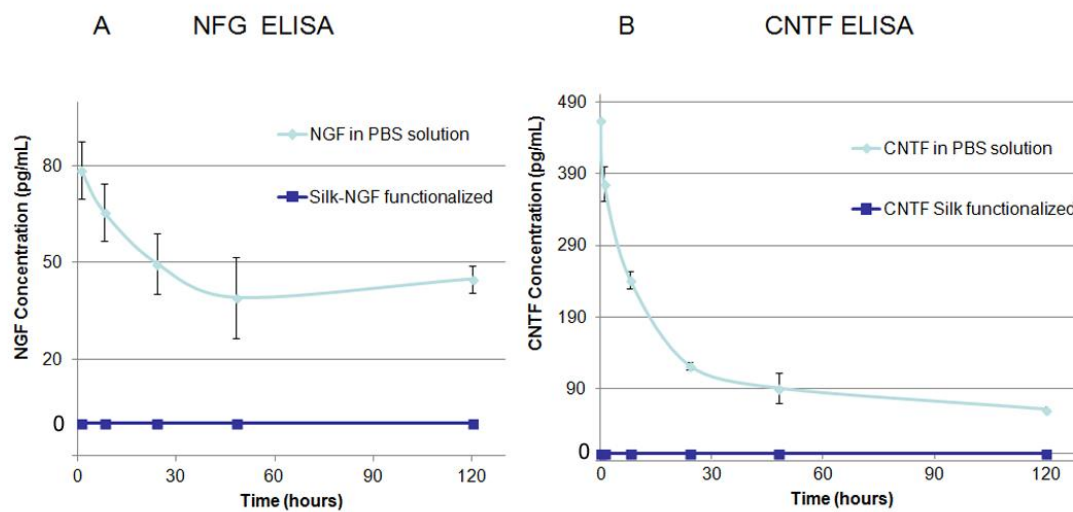 A NFG ELISA
NGF Concentration (pg/mL)
80
50
20
0
NGF in PBS solution
Silk-NGF functionalized
0 30 60 90 120
Time (hours)
B CNTF ELISA
CNTF Concentration (pg/mL)
490
390
290
190
90
0
CNTF in PBS solution
CNTF Silk functionalized
0 30 60 90 120
Time (hours)